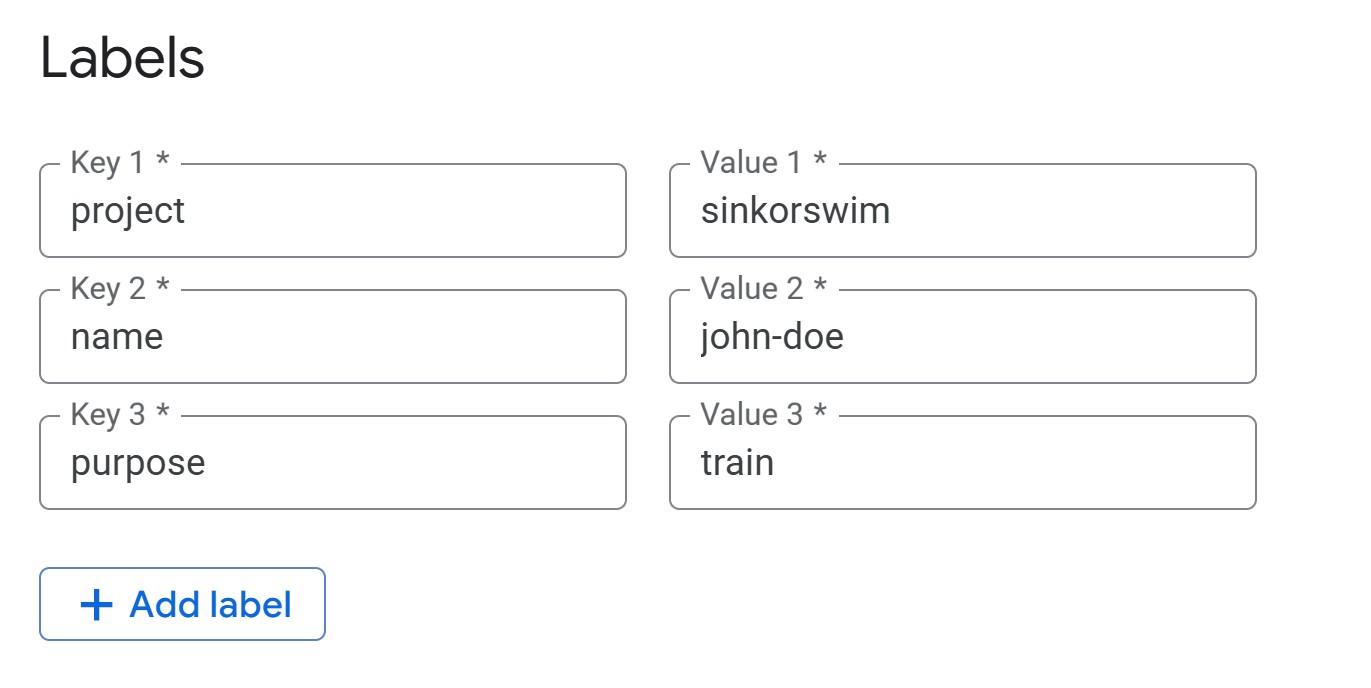 Labels
Key 1 * Value 1 *
project sinkorswim
Key 2 * Value 2 *
name john-doe
Key 3 * Value 3 *
purpose train
+ Add label